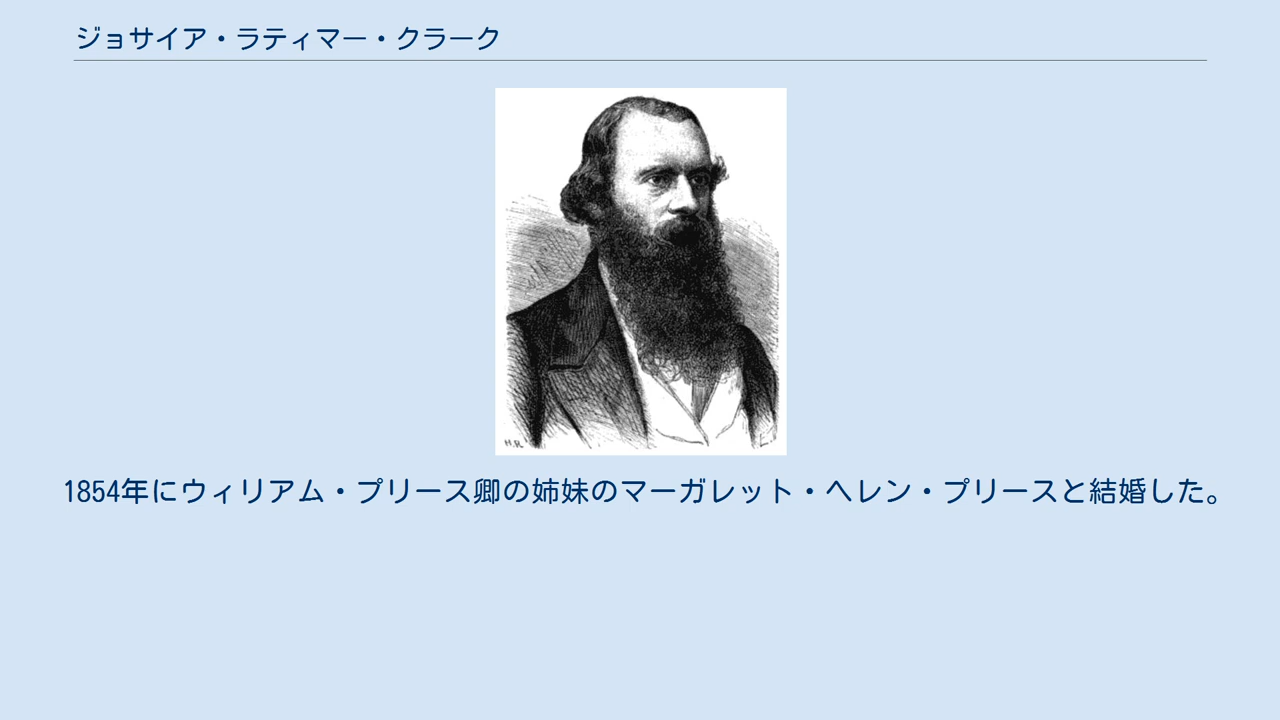 ジョサイア・ラティマー・クラーク
H.R.
1854年にウィリアム・プリース卿の姉妹のマーガレット・ヘレン・プリースと結婚した。